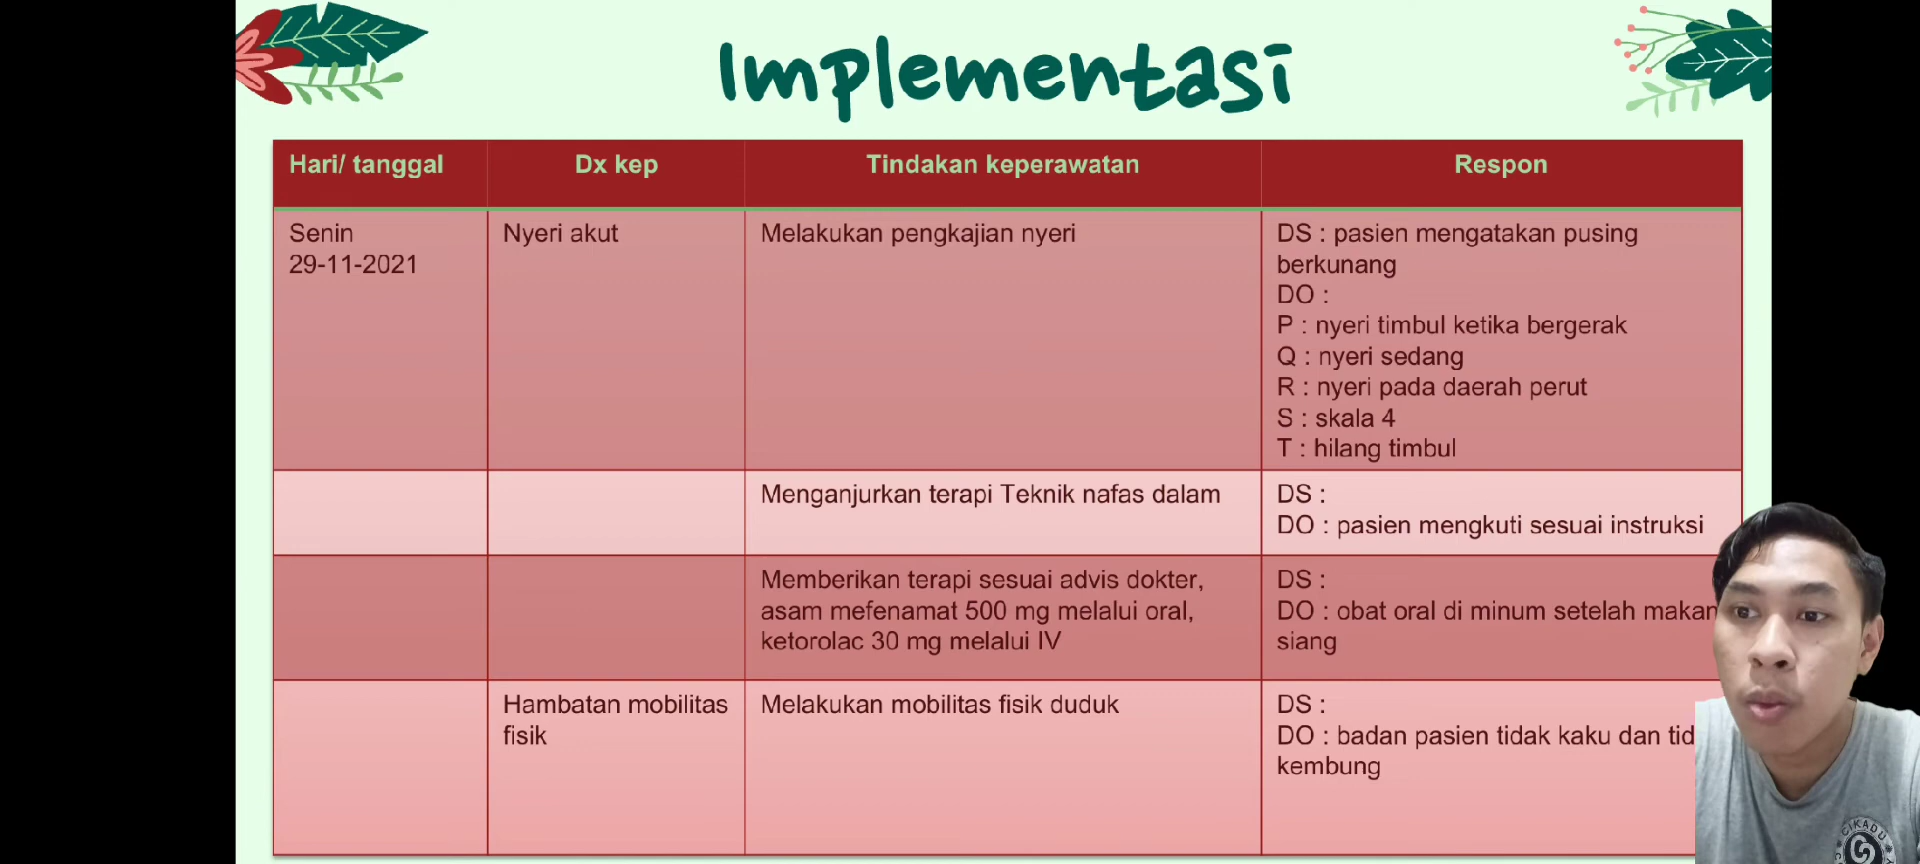 Implementasi
Hari/ tanggal
Dx kep
Tindakan keperawatan
Respon
Senin
29-11-2021
Nyeri akut
Melakukan pengkajian nyeri
DS : pasien mengatakan pusing
berkunang
DO :
P : nyeri timbul ketika bergerak
Q : nyeri sedang
R : nyeri pada daerah perut
S : skala 4
T : hilang timbul
Menganjurkan terapi Teknik nafas dalam
DS :
DO : pasien mengkuti sesuai instruksi
Memberikan terapi sesuai advis dokter,
asam mefenamat 500 mg melalui oral,
ketorolac 30 mg melalui IV
DS :
DO : obat oral di minum setelah makan
siang
Hambatan mobilitas
fisik
Melakukan mobilitas fisik duduk
DS :
DO : badan pasien tidak kaku dan tid
kembung
CIKADU